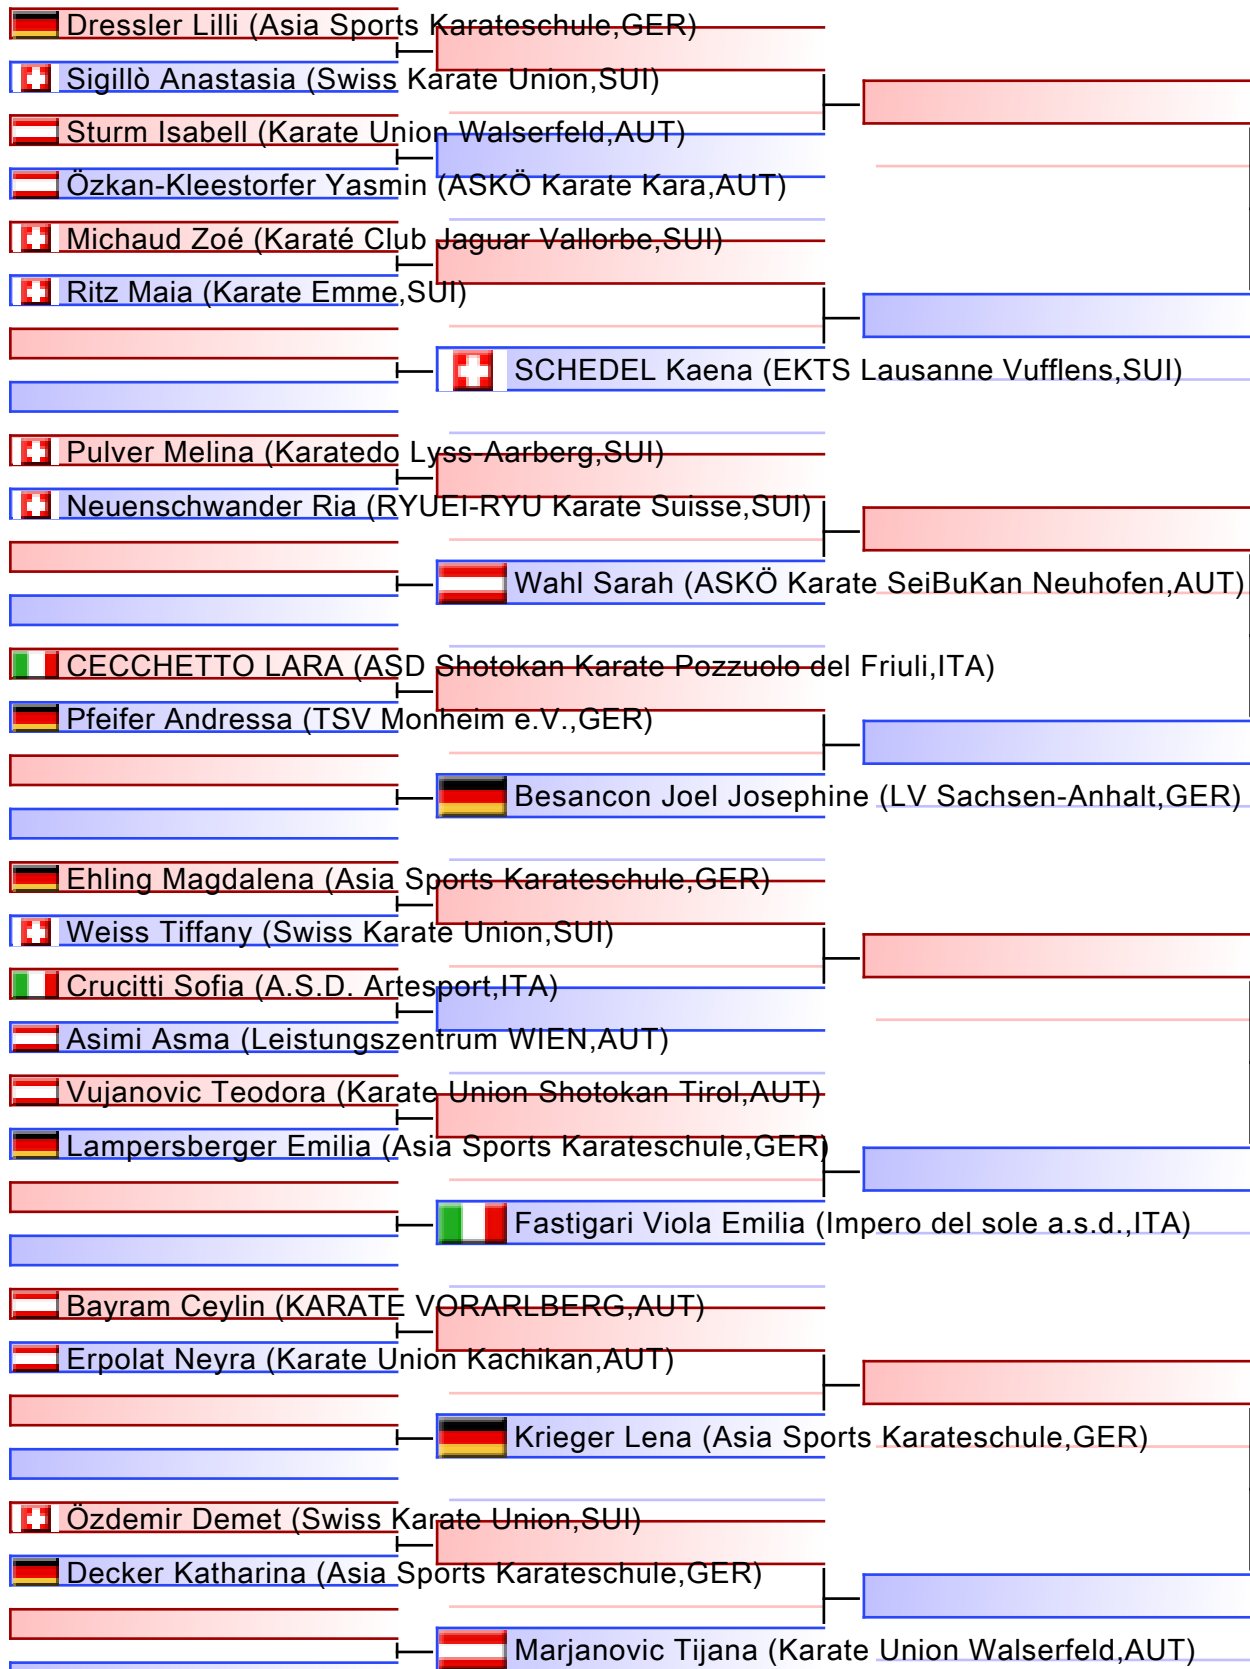 Dressler Lilli (Asia Sports Karateschule,GER)
Sigillò Anastasia (Swiss Karate Union,SUI)
Sturm Isabell (Karate Union Walserfeld,AUT)
Özkan-Kleestorfer Yasmin (ASKÖ Karate Kara,AUT)
Michaud Zoé (Karaté Club Jaguar Vallorbe,SUI)
Ritz Maia (Karate Emme,SUI)
SCHEDEL Kaena (EKTS Lausanne Vufflens,SUI)
Pulver Melina (Karatedo Lyss-Aarberg,SUI)
Neuenschwander Ria (RYUEI-RYU Karate Suisse,SUI)
Wahl Sarah (ASKÖ Karate SeiBuKan Neuhofen,AUT)
CECCHETTO LARA (ASD Shotokan Karate Pozzuolo del Friuli,ITA)
Pfeifer Andressa (TSV Monheim e.V.,GER)
Besancon Joel Josephine (LV Sachsen-Anhalt,GER)
Ehling Magdalena (Asia Sports Karateschule,GER)
Weiss Tiffany (Swiss Karate Union,SUI)
Crucitti Sofia (A.S.D. Artesport,ITA)
Asimi Asma (Leistungszentrum WIEN,AUT)
Vujanovic Teodora (Karate Union Shotokan Tirol,AUT)
Lampersberger Emilia (Asia Sports Karateschule,GER)
Fastigari Viola Emilia (Impero del sole a.s.d.,ITA)
Bayram Ceylin (KARATE VORARLBERG,AUT)
Erpolat Neyra (Karate Union Kachikan,AUT)
Krieger Lena (Asia Sports Karateschule,GER)
Özdemir Demet (Swiss Karate Union,SUI)
Decker Katharina (Asia Sports Karateschule,GER)
Marjanovic Tijana (Karate Union Walserfeld,AUT)